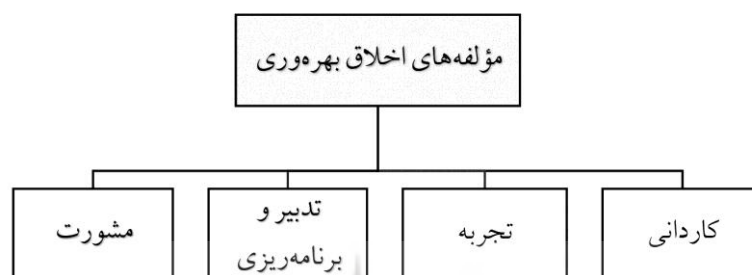 مؤلفه‌های اخلاق بهره‌وری
کاردانی
تجربه
تدبیر و
برنامه‌ریزی
مشورت